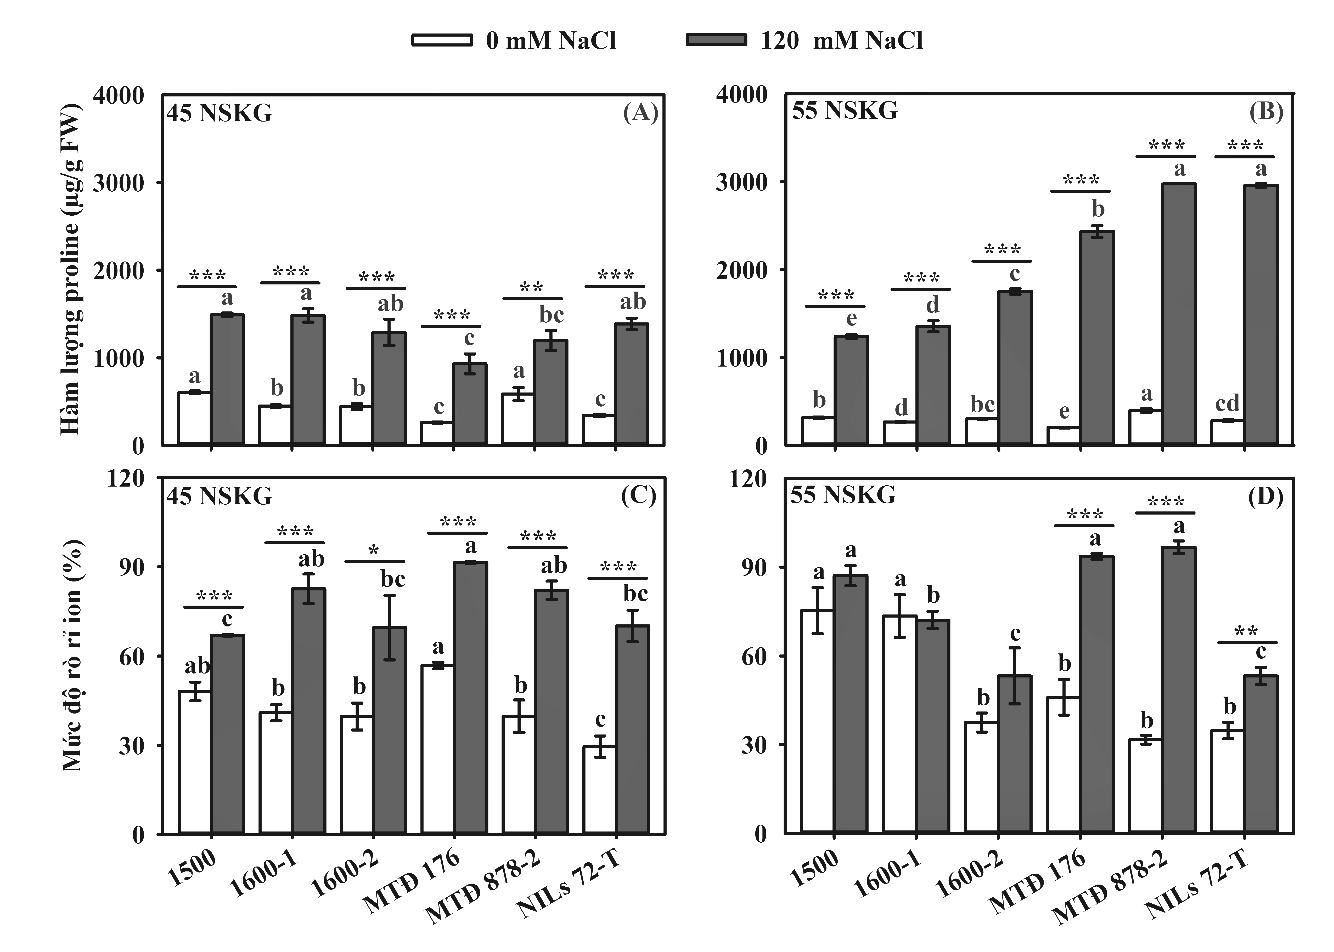 0 mM NaCl 120 mM NaCl
Hàm lượng proline (µg/g FW)
4000
3000
2000
1000
0
45 NSKG (A)
*** *** *** *** ** ***
a a ab c bc ab
a b b c a c
4000
3000
2000
1000
0
55 NSKG (B)
*** *** *** *** *** ***
e d c b a a
b d bc e a cd
Mức độ rò rĩ ion (%)
120
90
60
30
0
45 NSKG (C)
*** *** * *** *** ***
c ab bc a ab bc
ab b b a b c
1500 1600-1 1600-2 MTĐ 176 MTĐ 878-2 NILs 72-T
120
90
60
30
0
55 NSKG (D)
*** *** **
a b c a a c
a a b b b b
1500 1600-1 1600-2 MTĐ 176 MTĐ 878-2 NILs 72-T